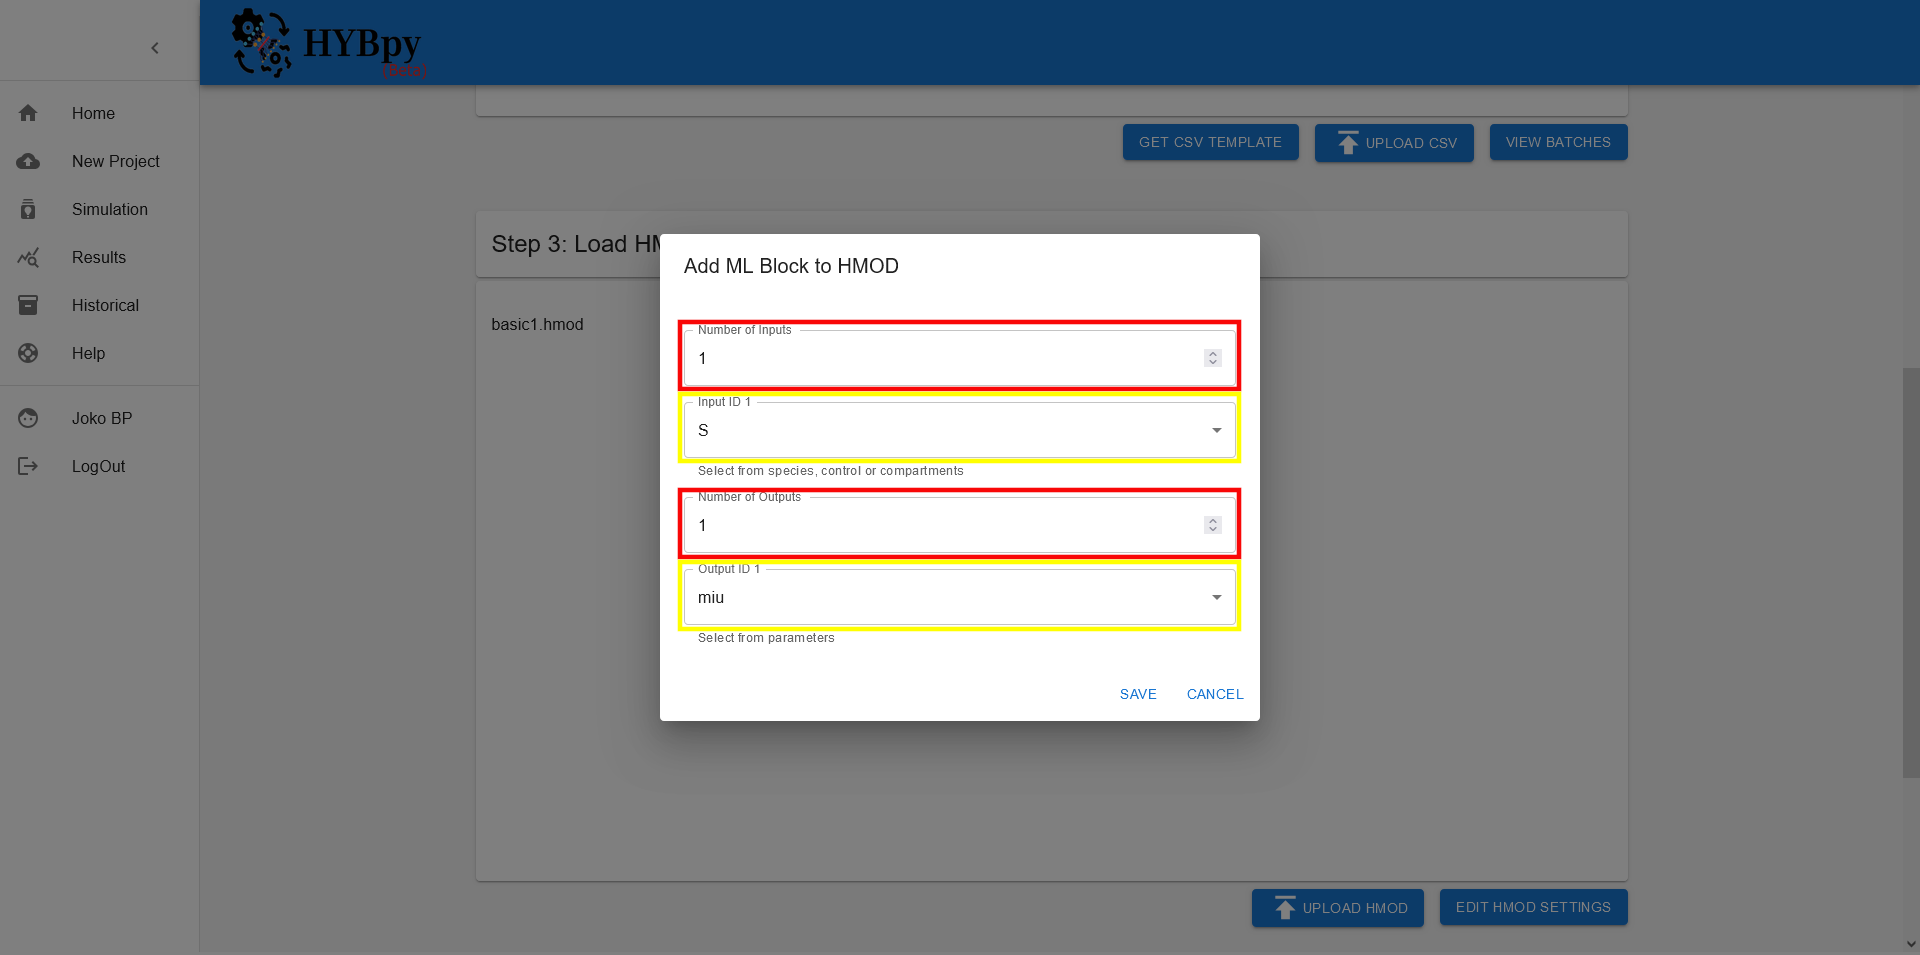 HYBpy
(Beta)
Home
New Project
Simulation
Results
Historical
Help
Joko BP
LogOut
GET CSV TEMPLATE
UPLOAD CSV
VIEW BATCHES
Step 3: Load HM
basic1.hmod
Add ML Block to HMOD
Number of Inputs
1
Input ID 1
S
Select from species, control or compartments
Number of Outputs
1
Output ID 1
miu
Select from parameters
SAVE
CANCEL
UPLOAD HMOD
EDIT HMOD SETTINGS